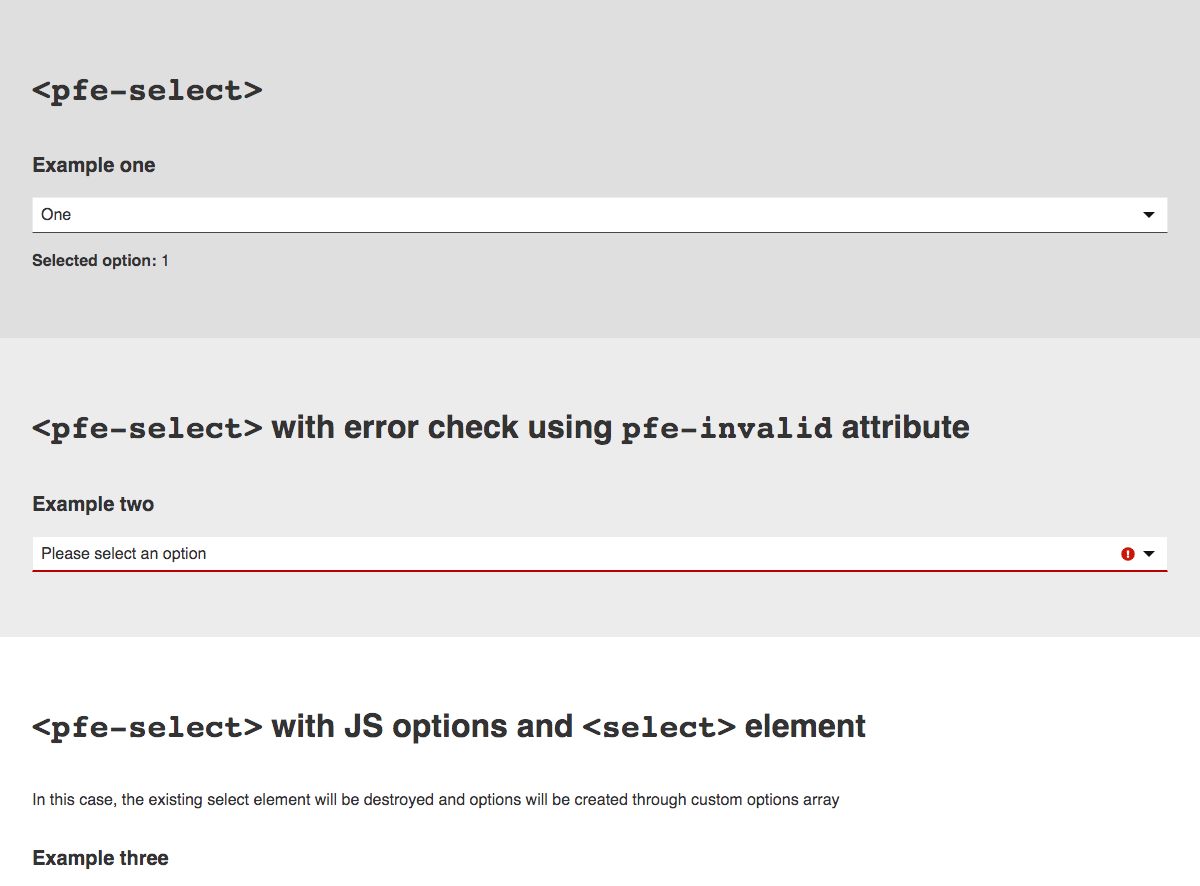 <pfe-select>
Example one
One
Selected option: 1
<pfe-select> with error check using pfe-invalid attribute
Example two
Please select an option
<pfe-select> with JS options and <select> element
In this case, the existing select element will be destroyed and options will be created through custom options array
Example three